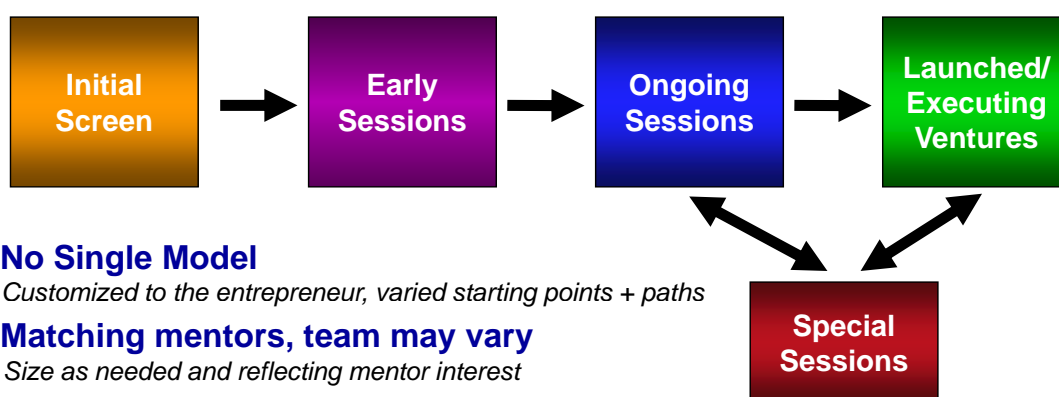 Initial
Screen
Early
Sessions
Ongoing
Sessions
Launched/
Executing
Ventures
No Single Model
Customized to the entrepreneur, varied starting points + paths
Matching mentors, team may vary
Size as needed and reflecting mentor interest
Special
Sessions